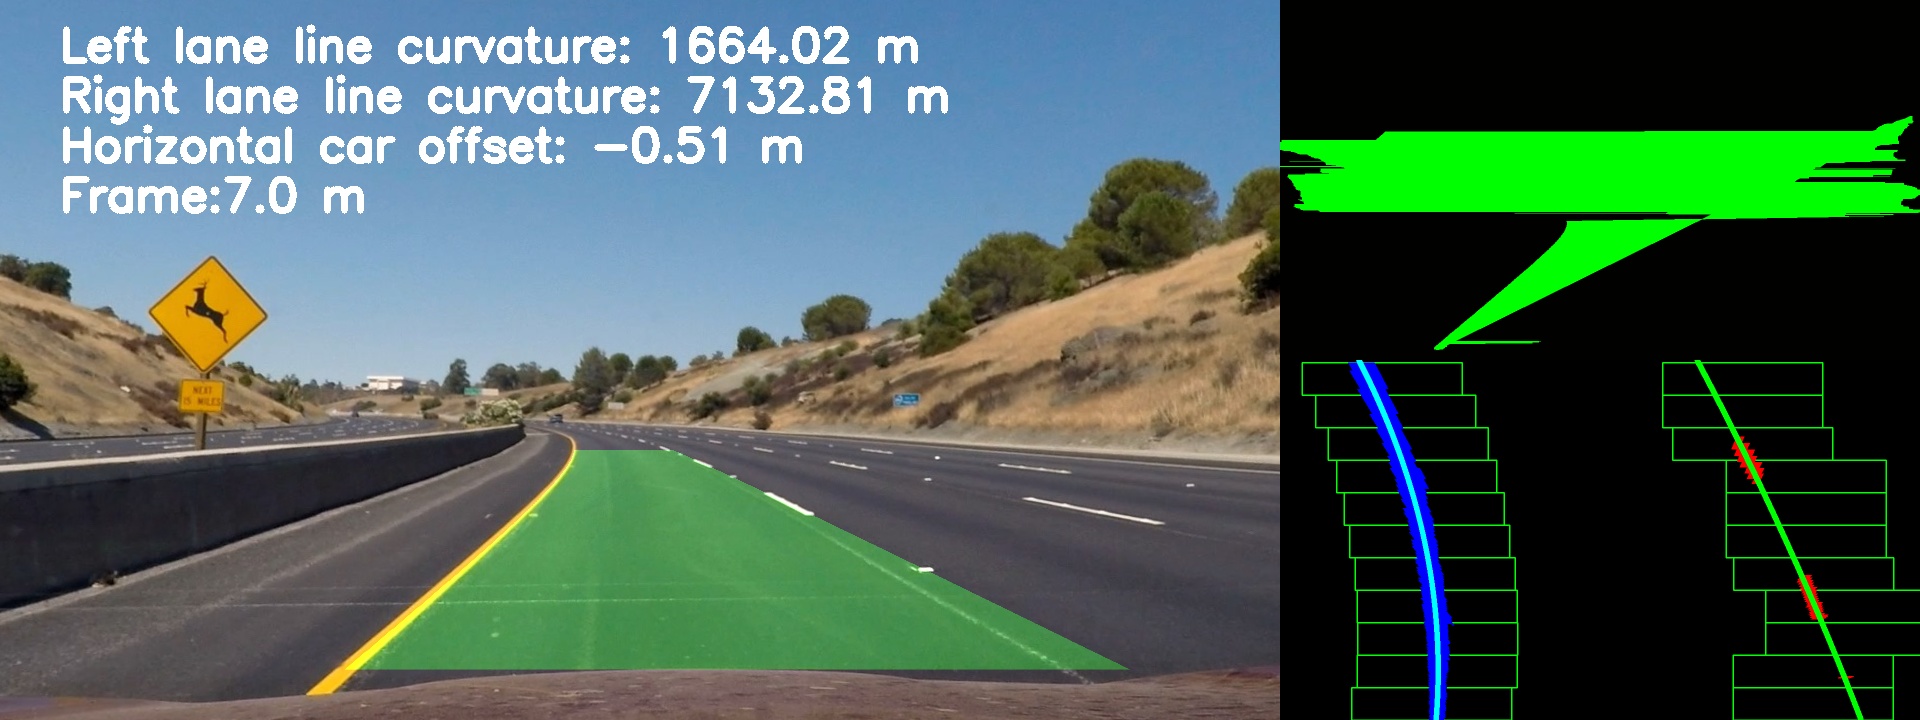 Left lane line curvature: 1664.02 m
Right lane line curvature: 7132.81 m
Horizontal car offset: −0.51 m
Frame:7.0 m
NEXT
15 MILES